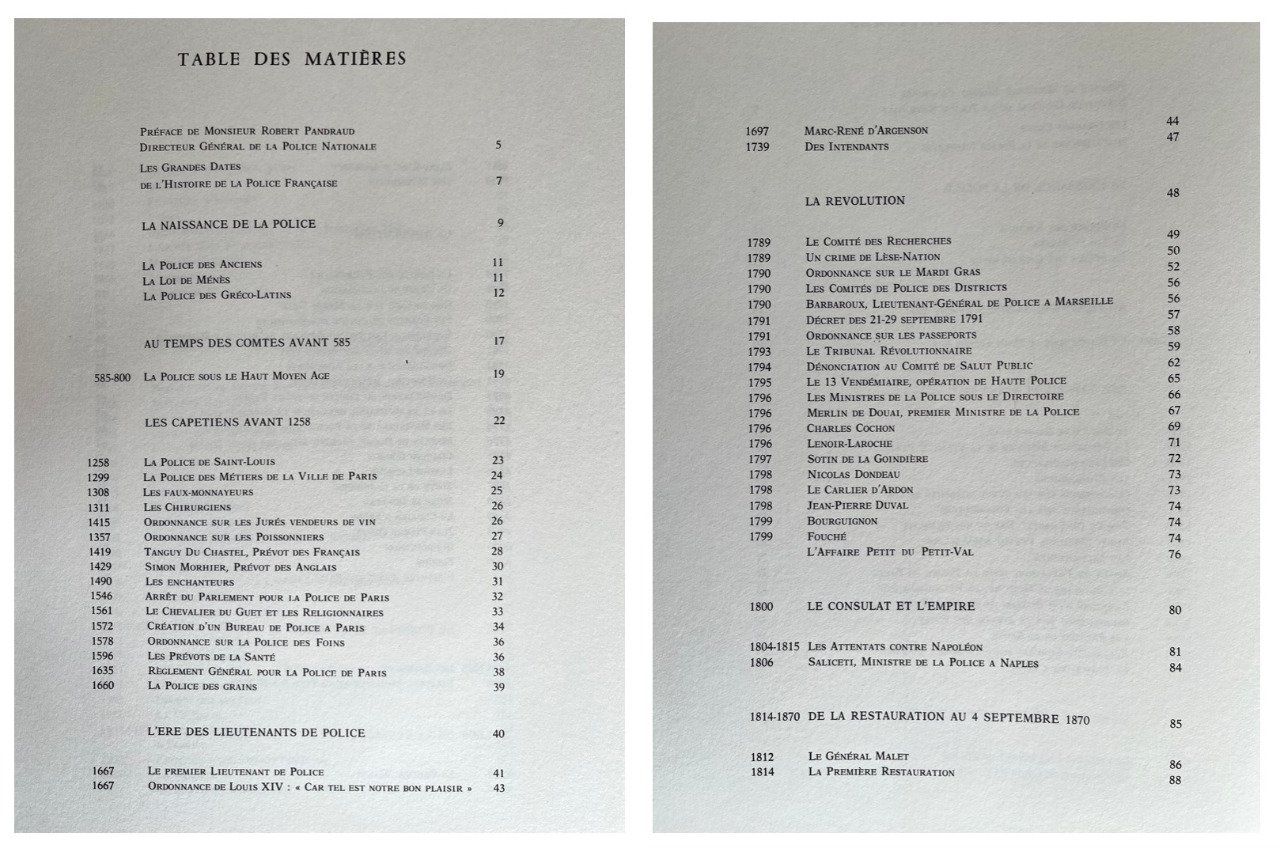 TABLE DES MATIÈRES
PRÉFACE DE MONSIEUR ROBERT PANDRAUD
DIRECTEUR GÉNÉRAL DE LA POLICE NATIONALE 5
LES GRANDES DATES
DE L'HISTOIRE DE LA POLICE FRANÇAISE 7
LA NAISSANCE DE LA POLICE 9
LA POLICE DES ANCIENS 11
LA LOI DE MÉNÈS 11
LA POLICE DES GRÉCO-LATINS 12
AU TEMPS DES COMTES AVANT 585 17
585-800 LA POLICE SOUS LE HAUT MOYEN AGE 19
LES CAPETIENS AVANT 1258 22
1258 LA POLICE DE SAINT-LOUIS 23
1299 LA POLICE DES MÉTIERS DE LA VILLE DE PARIS 24
1308 LES FAUX-MONNAYEURS 25
1311 LES CHIRURGIENS 26
1415 ORDONNANCE SUR LES JURÉS VENDEURS DE VIN 26
1357 ORDONNANCE SUR LES POISSONNIERS 27
1419 TANGUY DU CHASTEL, PRÉVOT DES FRANÇAIS 28
1429 SIMON MORHIER, PRÉVOT DES ANGLAIS 30
1490 LES ENCHANTEURS 31
1546 ARRÊT DU PARLEMENT POUR LA POLICE DE PARIS 32
1561 LE CHEVALIER DU GUET ET LES RELIGIONNAIRES 33
1572 CRÉATION D'UN BUREAU DE POLICE A PARIS 34
1578 ORDONNANCE SUR LA POLICE DES FOINS 36
1596 LES PRÉVOTS DE LA SANTÉ 36
1635 RÈGLEMENT GÉNÉRAL POUR LA POLICE DE PARIS 38
1660 LA POLICE DES GRAINS 39
L'ERE DES LIEUTENANTS DE POLICE 40
1667 LE PREMIER LIEUTENANT DE POLICE 41
1667 ORDONNANCE DE LOUIS XIV : « CAR TEL EST NOTRE BON PLAISIR » 43
1697 MARC-RENÉ D'ARGENSON 44
1739 DES INTENDANTS 47
LA REVOLUTION 48
1789 LE COMITÉ DES RECHERCHES 49
1789 UN CRIME DE LÈSE-NATION 50
1790 ORDONNANCE SUR LE MARDI GRAS 52
1790 LES COMITÉS DE POLICE DES DISTRICTS 56
1790 BARBAROUX, LIEUTENANT-GÉNÉRAL DE POLICE A MARSEILLE 56
1791 DÉCRET DES 21-29 SEPTEMBRE 1791 57
1791 ORDONNANCE SUR LES PASSEPORTS 58
1793 LE TRIBUNAL RÉVOLUTIONNAIRE 59
1794 DÉNONCIATION AU COMITÉ DE SALUT PUBLIC 62
1795 LE 13 VENDÉMIAIRE, OPÉRATION DE HAUTE POLICE 65
1796 LES MINISTRES DE LA POLICE SOUS LE DIRECTOIRE 66
1796 MERLIN DE DOUAI, PREMIER MINISTRE DE LA POLICE 67
1796 CHARLES COCHON 69
1796 LENOIR-LAROCHE 71
1797 SOTIN DE LA GOINDIÈRE 72
1798 NICOLAS DONDEAU 73
1798 LE CARLIER D'ARDON 73
1798 JEAN-PIERRE DUVAL 74
1799 BOURGUIGNON 74
1799 FOUCHÉ 74
L'AFFAIRE PETIT DU PETIT-VAL 76
1800 LE CONSULAT ET L'EMPIRE 80
1804-1815 LES ATTENTATS CONTRE NAPOLÉON 81
1806 SALICETI, MINISTRE DE LA POLICE A NAPLES 84
1814-1870 DE LA RESTAURATION AU 4 SEPTEMBRE 1870 85
1812 LE GÉNÉRAL MALET 86
1814 LA PREMIÈRE RESTAURATION 88